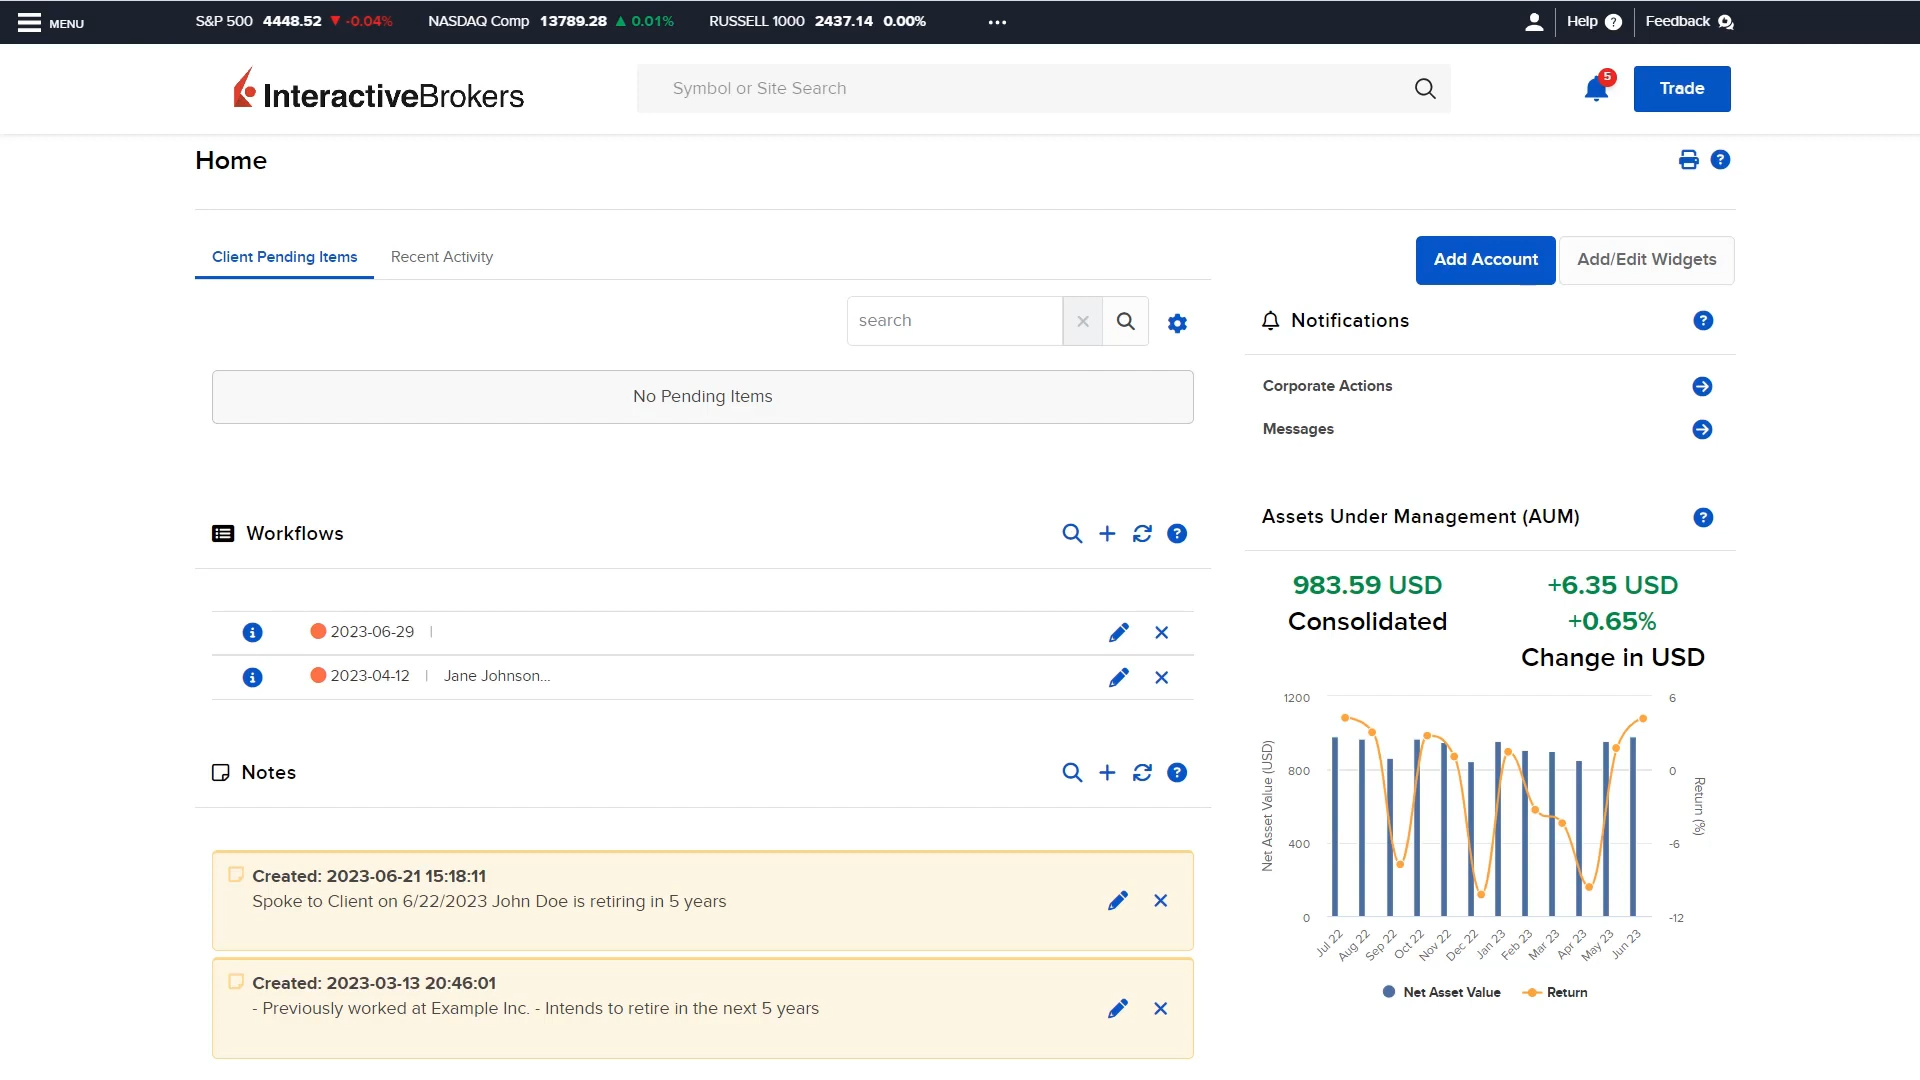 MENU
S&P 500 4448.52 ▼ -0.04% NASDAQ Comp 13789.28 ▲ 0.01% RUSSELL 1000 2437.14 0.00% ...
Help ? Feedback
InteractiveBrokers
Symbol or Site Search
5
Trade
Home
?
Client Pending Items Recent Activity
Add Account Add/Edit Widgets
search
No Pending Items
Notifications ?
Corporate Actions
Messages
Workflows ?
2023-06-29 |
2023-04-12 | Jane Johnson...
Notes ?
Created: 2023-06-21 15:18:11
Spoke to Client on 6/22/2023 John Doe is retiring in 5 years
Created: 2023-03-13 20:46:01
- Previously worked at Example Inc. - Intends to retire in the next 5 years
Assets Under Management (AUM) ?
983.59 USD
Consolidated
+6.35 USD
+0.65%
Change in USD
Net Asset Value (USD)
1200
800
400
0
6
0
-6
-12
Return (%)
Jul 22 Aug 22 Sep 22 Oct 22 Nov 22 Dec 22 Jan 23 Feb 23 Mar 23 Apr 23 May 23 Jun 23
Net Asset Value Return